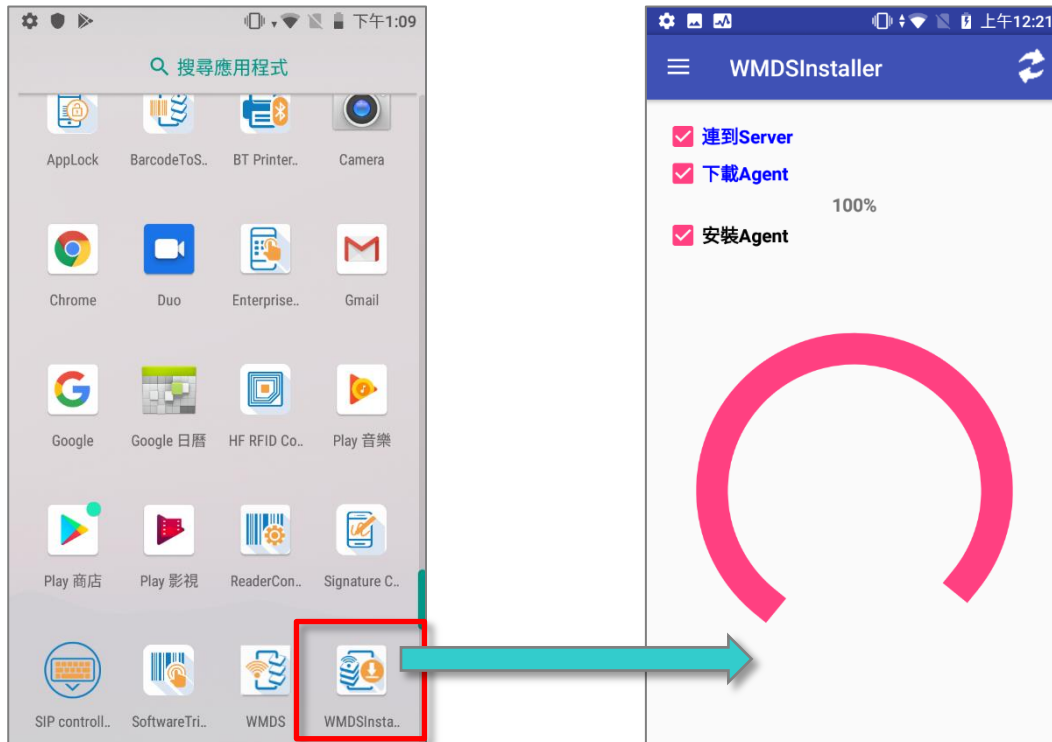 下午1:09
搜尋應用程式
AppLock
BarcodeToS..
BT Printer..
Camera
Chrome
Duo
Enterprise..
Gmail
Google
Google 日曆
HF RFID Co..
Play 音樂
Play 商店
Play 影視
ReaderCon..
Signature C..
SIP controll..
SoftwareTri..
WMDS
WMDSInsta..
上午12:21
WMDSInstaller
連到Server
下載Agent
100%
安裝Agent